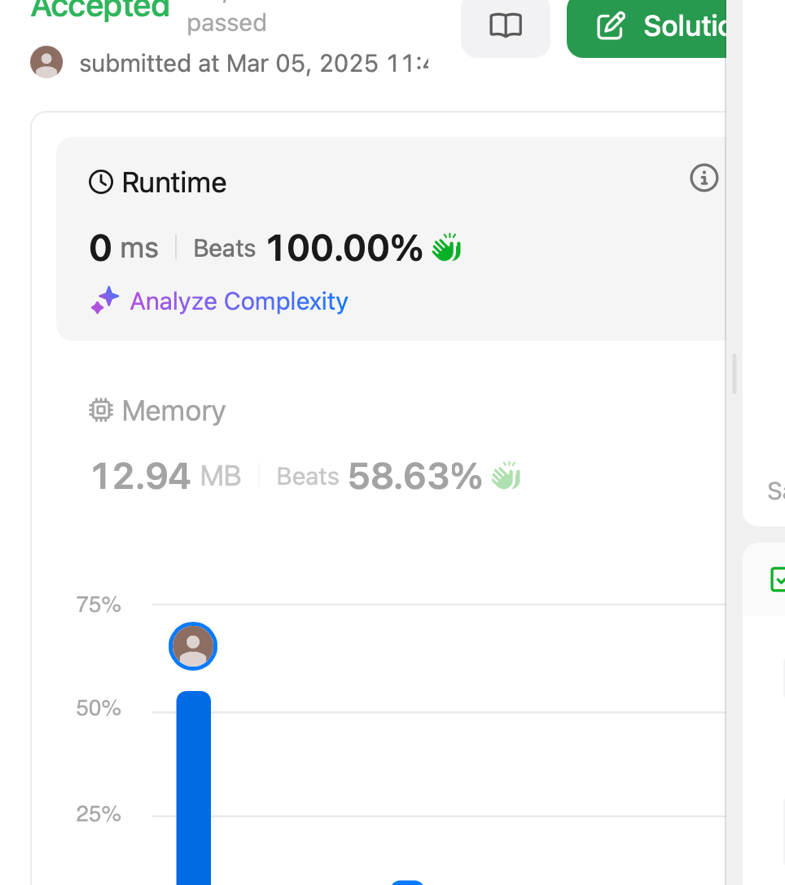 Accepted
passed
submitted at Mar 05, 2025
Runtime
0 ms Beats 100.00%
Analyze Complexity
Memory
12.94 MB Beats 58.63%
75%
50%
25%